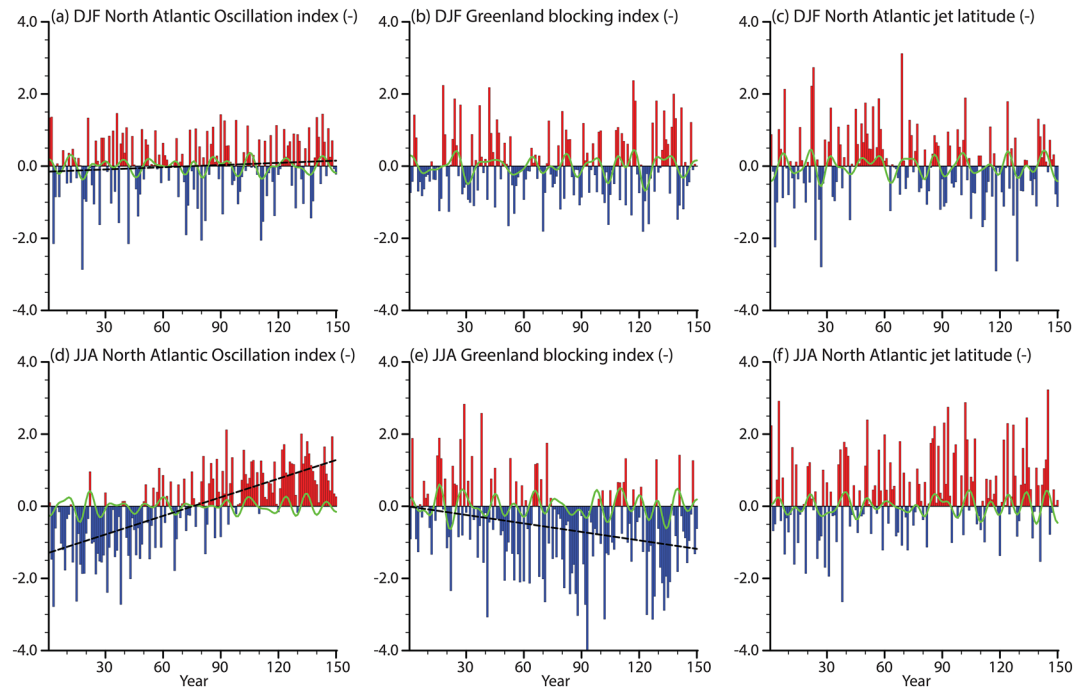 (a) DJF North Atlantic Oscillation index (-)
(b) DJF Greenland blocking index (-)
(c) DJF North Atlantic jet latitude (-)
4.0
2.0
0.0
-2.0
-4.0
30 60 90 120 150
4.0
2.0
0.0
-2.0
-4.0
30 60 90 120 150
4.0
2.0
0.0
-2.0
-4.0
30 60 90 120 150
(d) JJA North Atlantic Oscillation index (-)
(e) JJA Greenland blocking index (-)
(f) JJA North Atlantic jet latitude (-)
4.0
2.0
0.0
-2.0
-4.0
30 60 90 120 150
Year
4.0
2.0
0.0
-2.0
-4.0
30 60 90 120 150
Year
4.0
2.0
0.0
-2.0
-4.0
30 60 90 120 150
Year